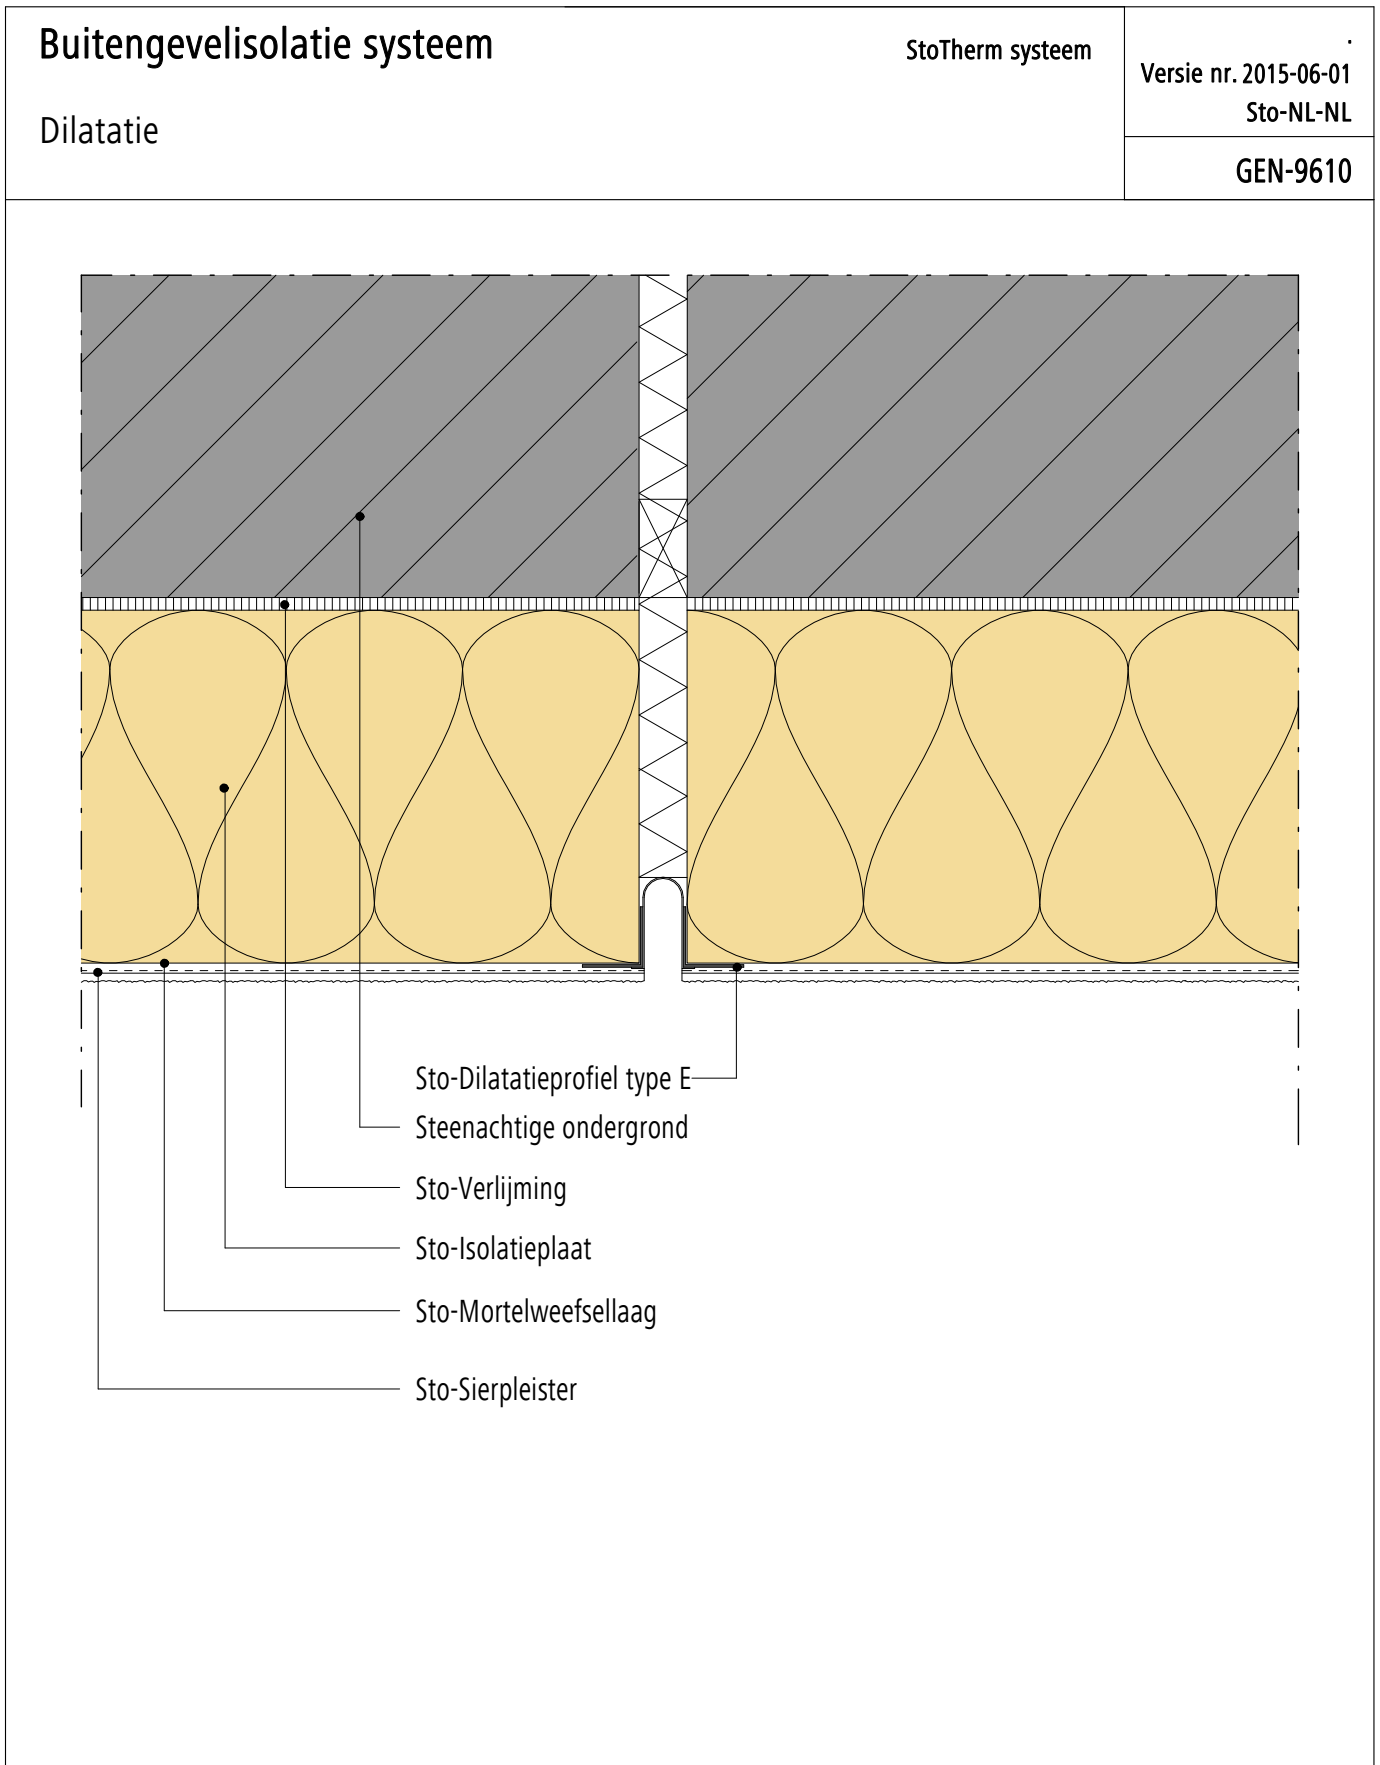 Buitengevelisolatie systeem
StoTherm systeem
.
Versie nr. 2015-06-01
Sto-NL-NL
Dilatatie
GEN-9610
Sto-Dilatatieprofiel type E
Steenachtige ondergrond
Sto-Verlijming
Sto-Isolatieplaat
Sto-Mortelweefsellaag
Sto-Sierpleister